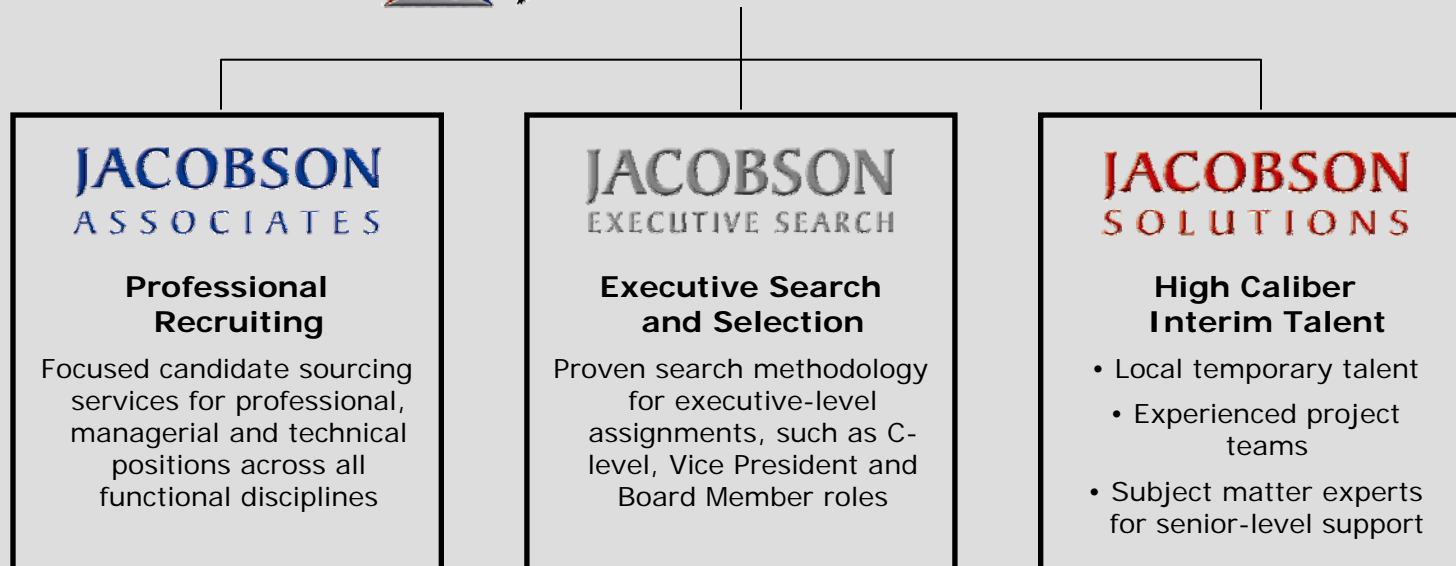 JACOBSON
ASSOCIATES
Professional
Recruiting
Focused candidate sourcing
services for professional,
managerial and technical
positions across all
functional disciplines
JACOBSON
EXECUTIVE SEARCH
Executive Search
and Selection
Proven search methodology
for executive-level
assignments, such as C-
level, Vice President and
Board Member roles
JACOBSON
SOLUTIONS
High Caliber
Interim Talent
• Local temporary talent
• Experienced project
teams
• Subject matter experts
for senior-level support